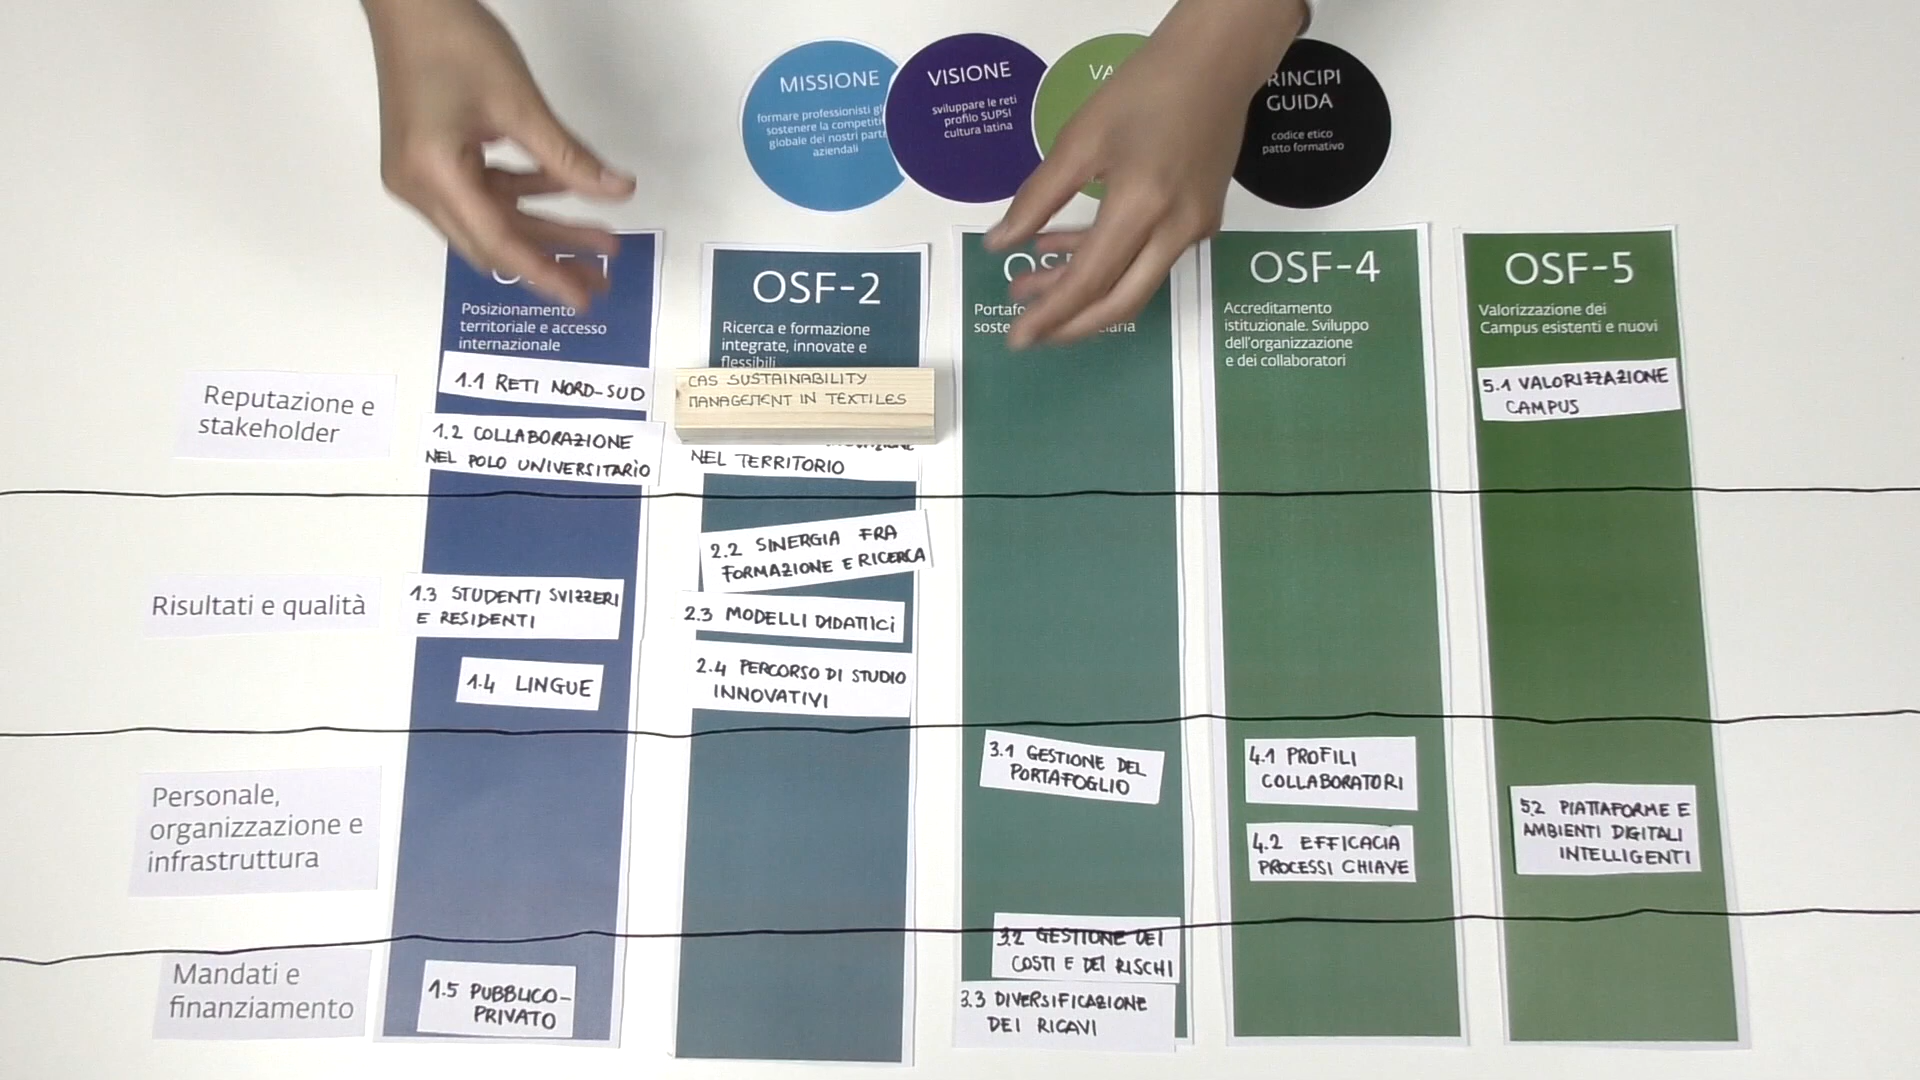 MISSIONE
formare professionisti
sostenere la
globale dei nostri
aziendali
VISIONE
sviluppare le reti
profilo SUPSI
cultura latina
GUIDA
codice etico
patto formativo
Posizionamento
territoriale e accesso
internazionale
OSF-2
Ricerca e formazione
integrate, innovate e
flessibili
OSF-4
Accreditamento
istituzionale. Sviluppo
dell'organizzazione
e dei collaboratori
OSF-5
Valorizzazione dei
Campus esistenti e nuovi
Reputazione e
stakeholder
1.1 RETI NORD-SUD
1.2 COLLABORAZIONE
NEL POLO UNIVERSITARIO
CAS SUSTAINABILITY
MANAGEMENT IN TEXTILES
NEL TERRITORIO
5.1 VALORIZZAZIONE
CAMPUS
Risultati e qualità
1.3 STUDENTI SVIZZERI
E RESIDENTI
1.4 LINGUE
2.2 SINERGIA FRA
FORMAZIONE E RICERCA
2.3 MODELLI DIDATTICI
2.4 PERCORSO DI STUDIO
INNOVATIVI
Personale,
organizzazione e
infrastruttura
3.1 GESTIONE DEL
PORTAFOGLIO
4.1 PROFILI
COLLABORATORI
4.2 EFFICACIA
PROCESSI CHIAVE
5.2 PIATTAFORME E
AMBIENTI DIGITALI
INTELLIGENTI
Mandati e
finanziamento
1.5 PUBBLICO-
PRIVATO
3.2 GESTIONE DEI
COSTI E DEI RISCHI
3.3 DIVERSIFICAZIONE
DEI RICAVI